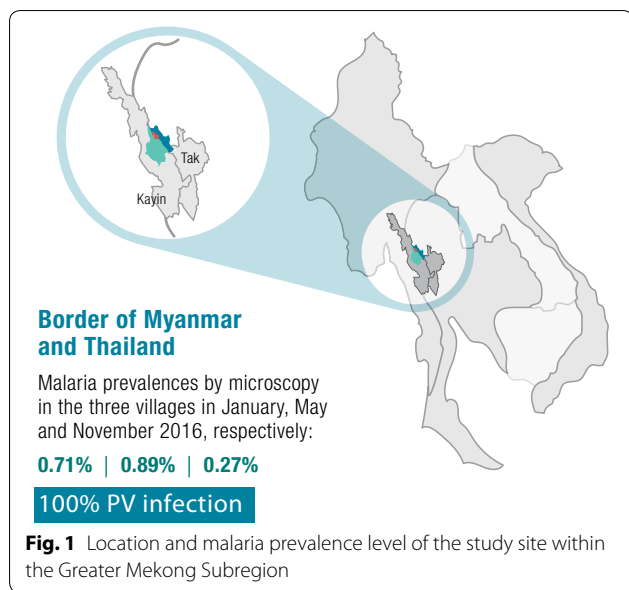 Tak
Kayin
Border of Myanmar
and Thailand
Malaria prevalences by microscopy
in the three villages in January, May
and November 2016, respectively:
0.71% | 0.89% | 0.27%
100% PV infection
Fig. 1 Location and malaria prevalence level of the study site within
the Greater Mekong Subregion